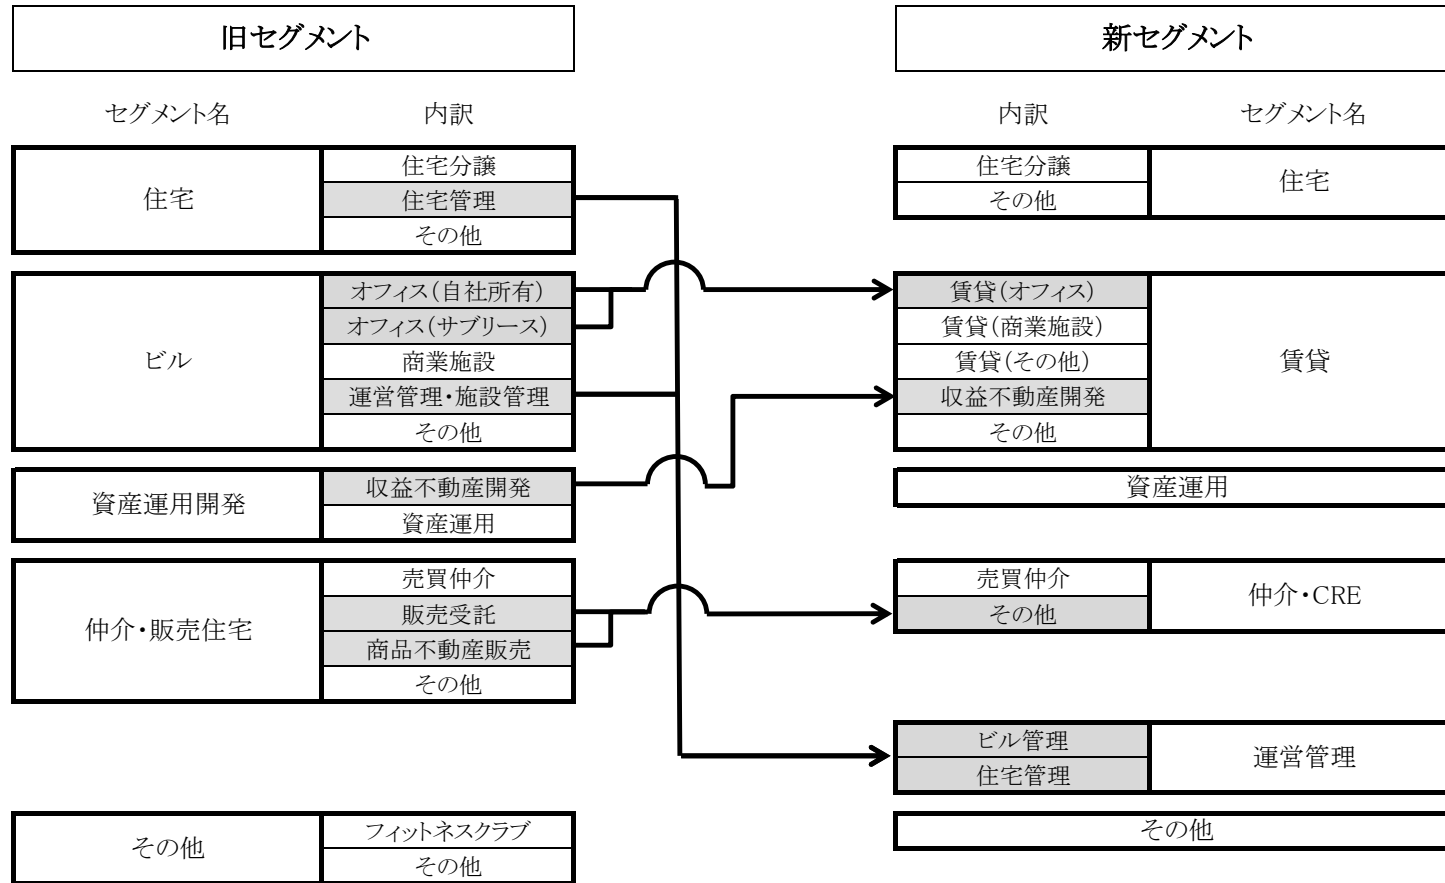 旧セグメント
新セグメント
セグメント名
内訳
内訳
セグメント名
住宅
住宅分譲
住宅管理
その他
ビル
オフィス(自社所有)
オフィス(サブリース)
商業施設
運営管理・施設管理
その他
資産運用開発
収益不動産開発
資産運用
仲介・販売住宅
売買仲介
販売受託
商品不動産販売
その他
その他
フィットネスクラブ
その他
住宅分譲
その他
住宅
賃貸(オフィス)
賃貸(商業施設)
賃貸(その他)
収益不動産開発
その他
賃貸
資産運用
売買仲介
その他
仲介・CRE
ビル管理
住宅管理
運営管理
その他